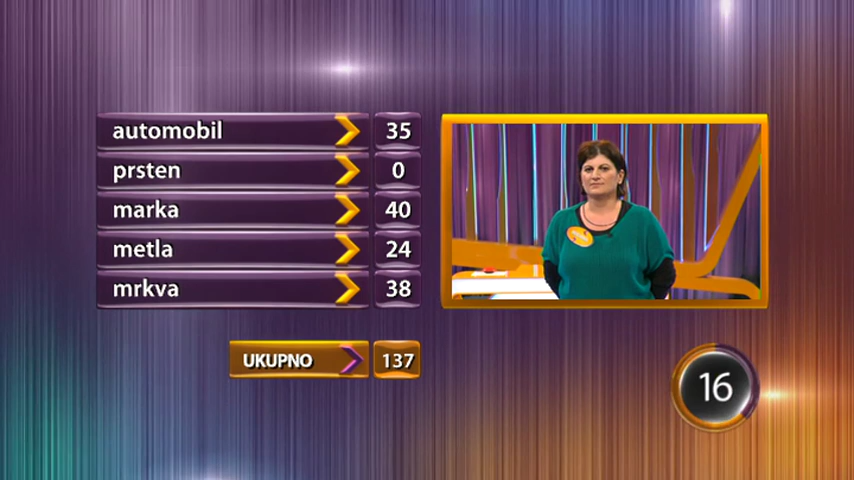 automobil 35
prsten 0
marka 40
metla 24
mrkva 38
UKUPNO 137
16